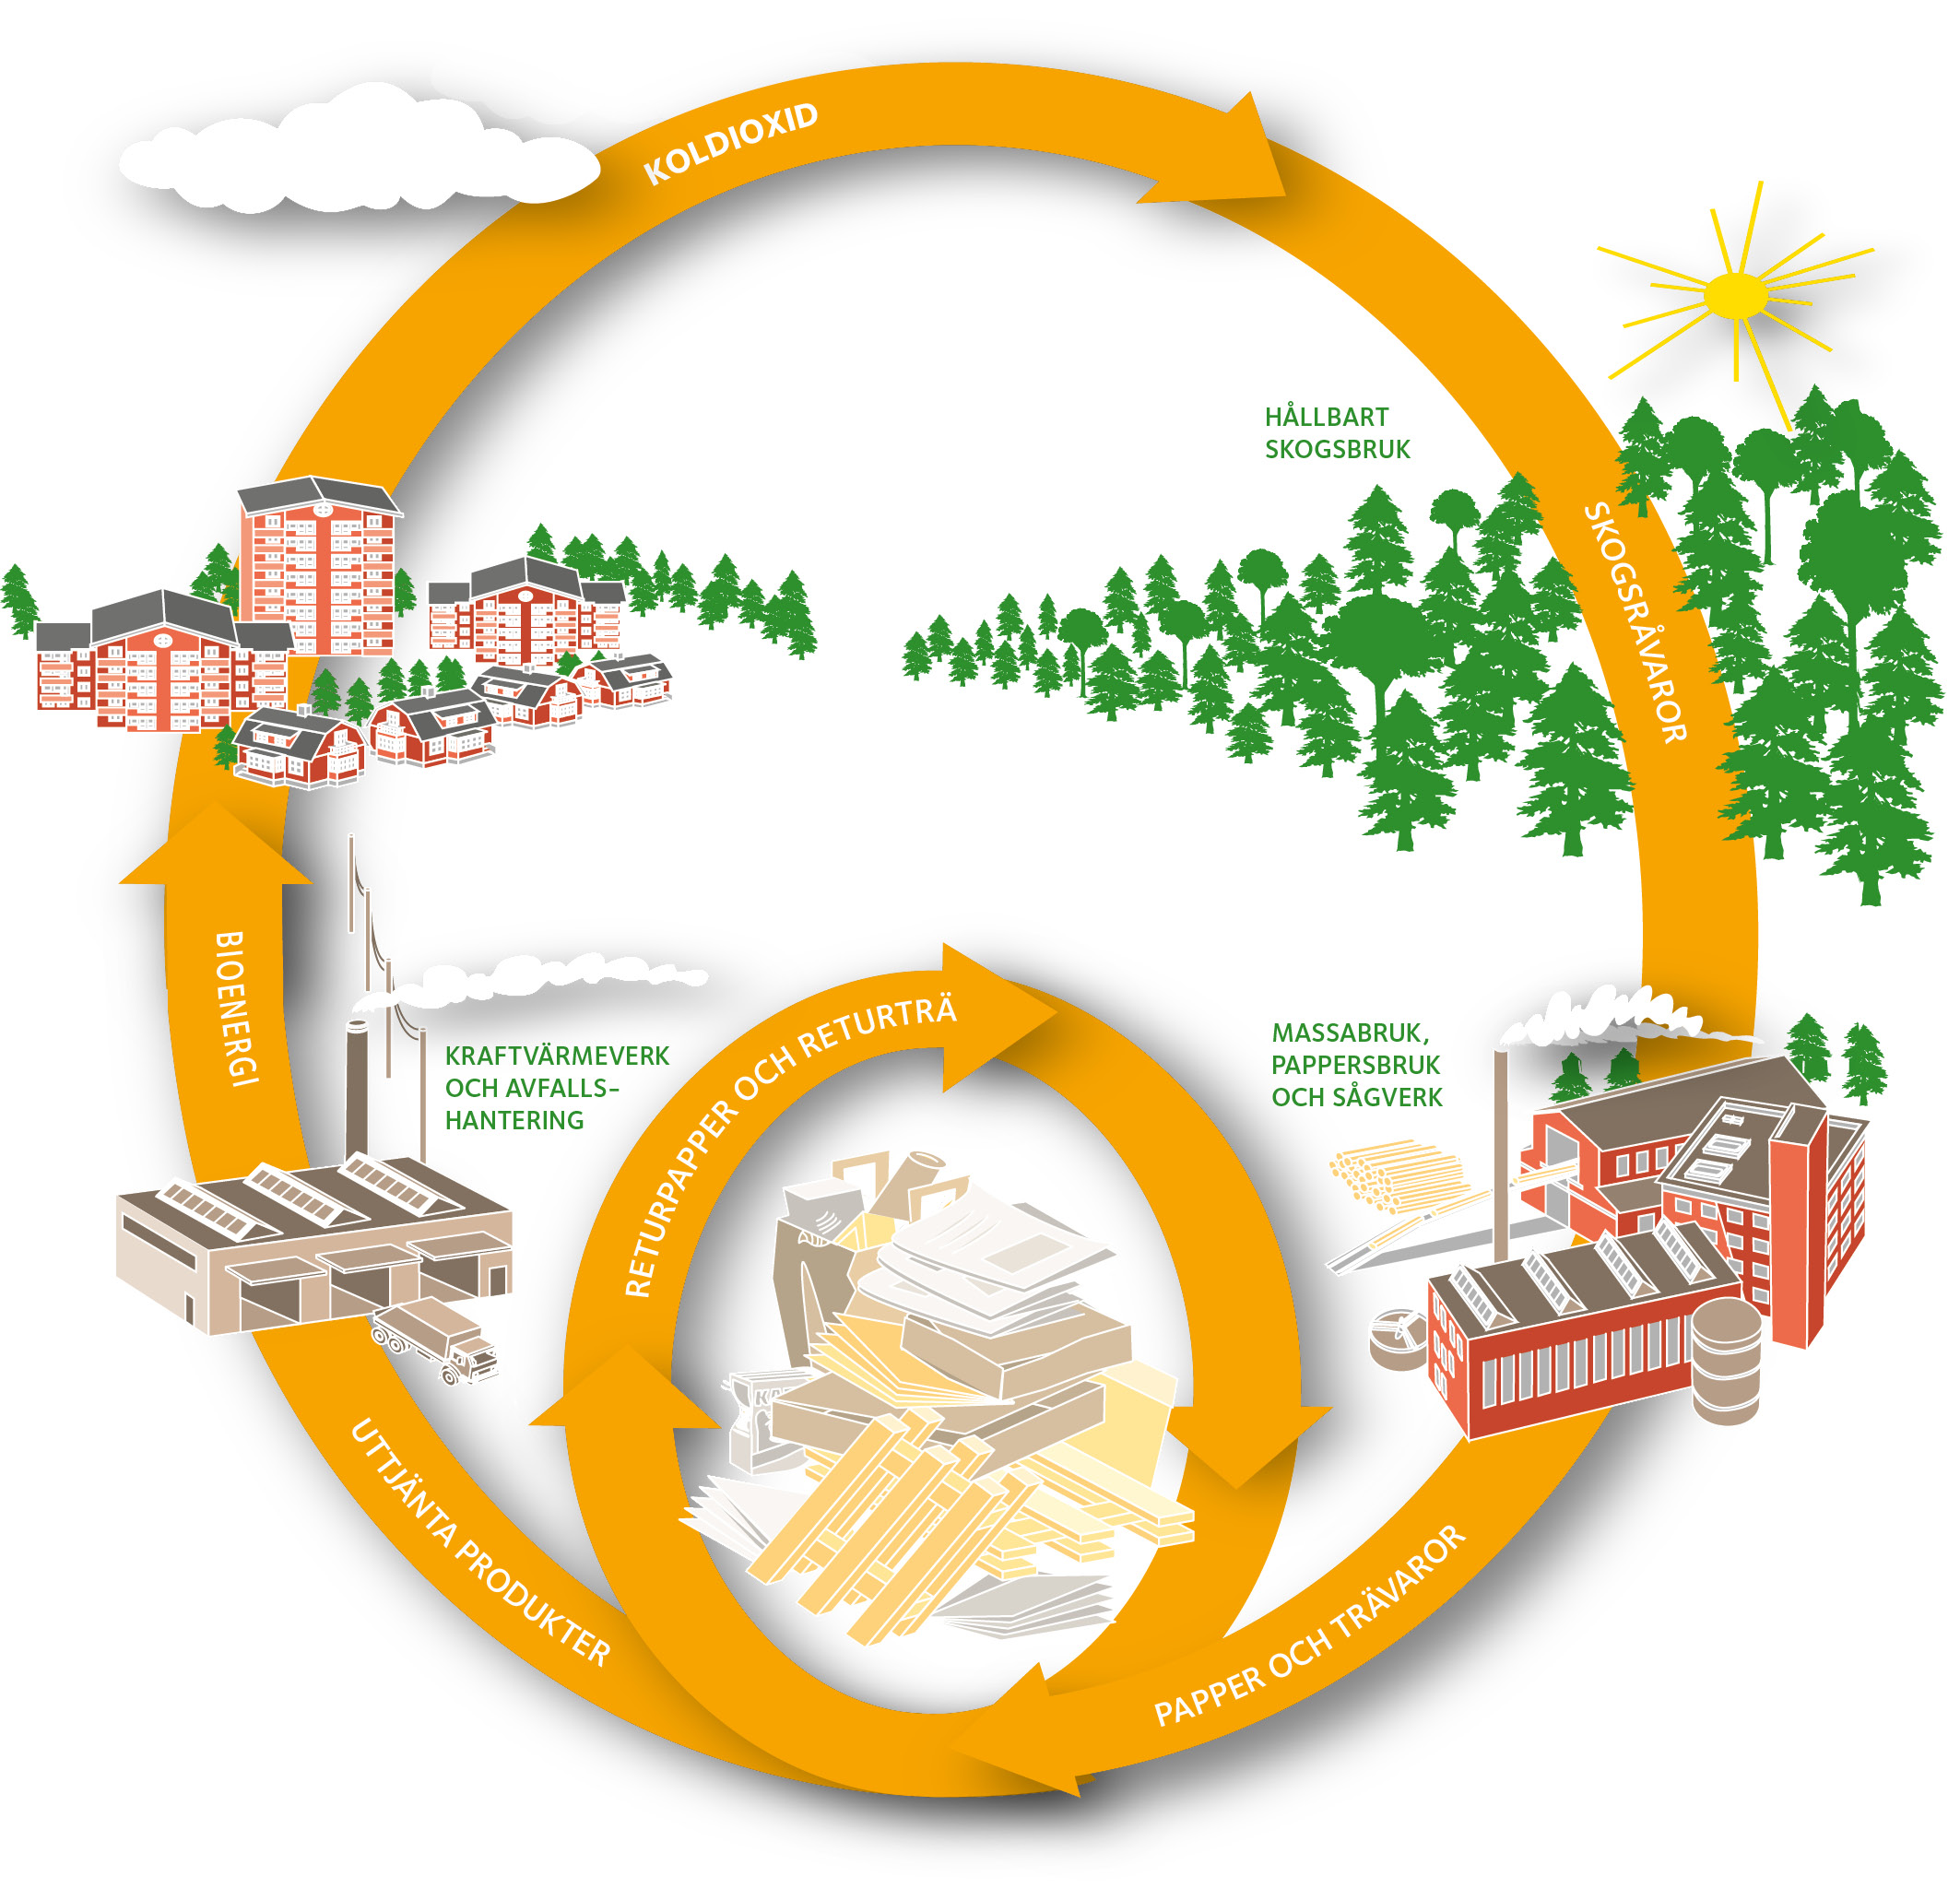 KOLDIOXID
HÅLLBART
SKOGSBRUK
SKOGSRÅVAROR
BIOENERGI
KRAFTVÄRMEVERK
OCH AVFALLS-
HANTERING
RETURPAPPER OCH RETURTRÄ
MASSABRUK,
PAPPERSBRUK
OCH SÅGVERK
UTTJÄNTA PRODUKTER
PAPPER OCH TRÄVAROR